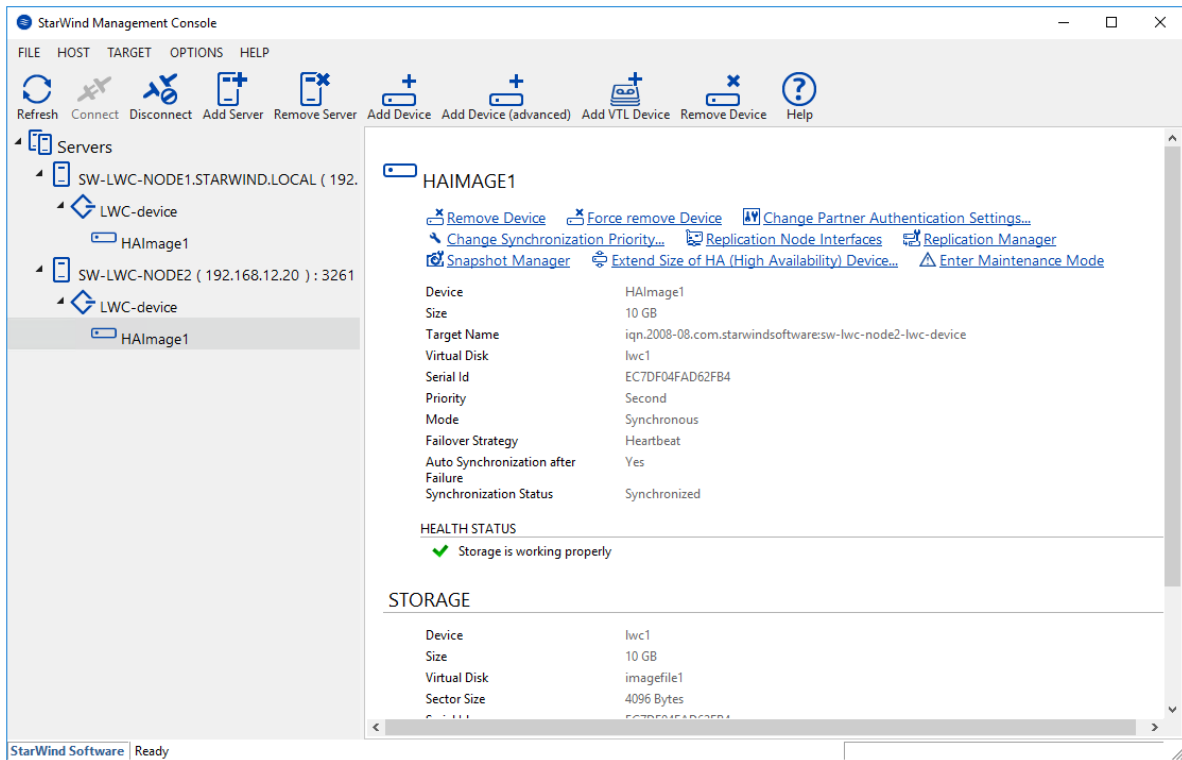 StarWind Management Console
FILE HOST TARGET OPTIONS HELP
Refresh Connect Disconnect Add Server Remove Server Add Device Add Device (advanced) Add VTL Device Remove Device Help
Servers
SW-LWC-NODE1.STARWIND.LOCAL ( 192.
LWC-device
HAImage1
SW-LWC-NODE2 ( 192.168.12.20 ) : 3261
LWC-device
HAImage1
HAIMAGE1
Remove Device Force remove Device Change Partner Authentication Settings...
Change Synchronization Priority... Replication Node Interfaces Replication Manager
Snapshot Manager Extend Size of HA (High Availability) Device... Enter Maintenance Mode
Device HAImage1
Size 10 GB
Target Name iqn.2008-08.com.starwindsoftware:sw-lwc-node2-lwc-device
Virtual Disk lwc1
Serial Id EC7DF04FAD62FB4
Priority Second
Mode Synchronous
Failover Strategy Heartbeat
Auto Synchronization after Yes
Failure
Synchronization Status Synchronized
HEALTH STATUS
Storage is working properly
STORAGE
Device lwc1
Size 10 GB
Virtual Disk imagefile1
Sector Size 4096 Bytes
StarWind Software Ready